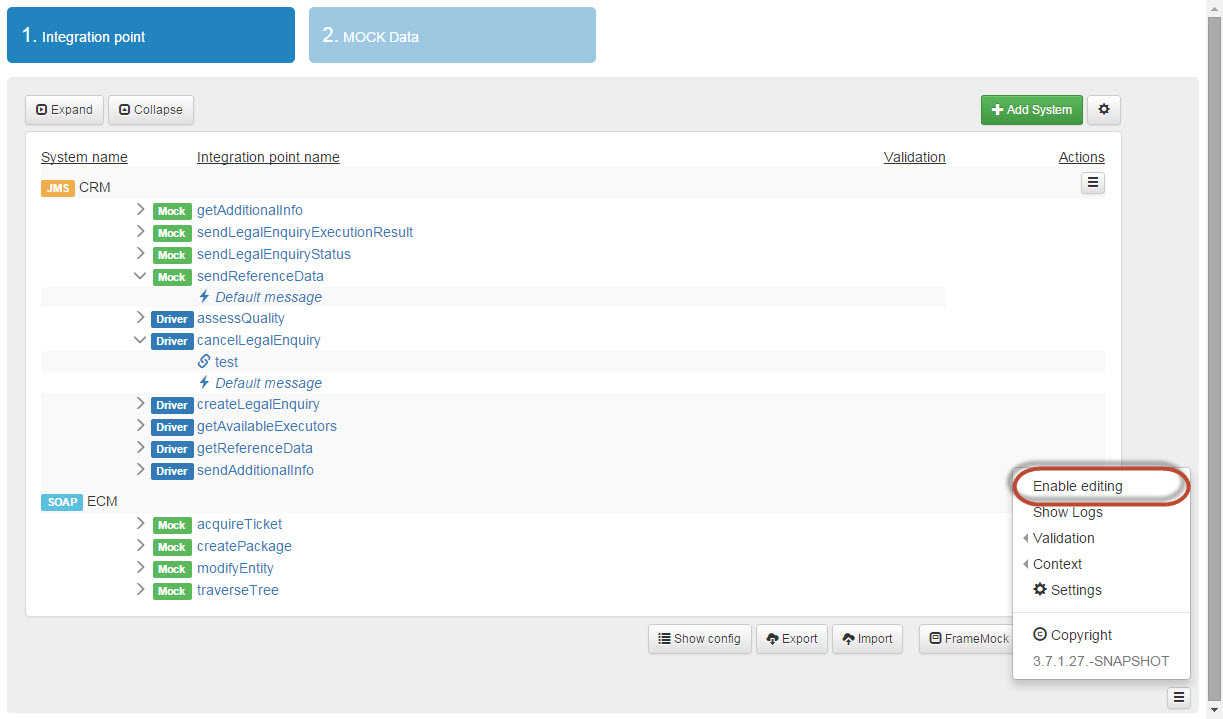 1. Integration point
2. MOCK Data
Expand Collapse + Add System
System name Integration point name Validation Actions
JMS CRM
Mock getAdditionalInfo
Mock sendLegalEnquiryExecutionResult
Mock sendLegalEnquiryStatus
Mock sendReferenceData
Default message
Driver assessQuality
Driver cancelLegalEnquiry
test
Default message
Driver createLegalEnquiry
Driver getAvailableExecutors
Driver getReferenceData
Driver sendAdditionalInfo
SOAP ECM
Mock acquireTicket
Mock createPackage
Mock modifyEntity
Mock traverseTree
Show config Export Import FrameMock
Enable editing
Show Logs
Validation
Context
Settings
© Copyright
3.7.1.27.-SNAPSHOT